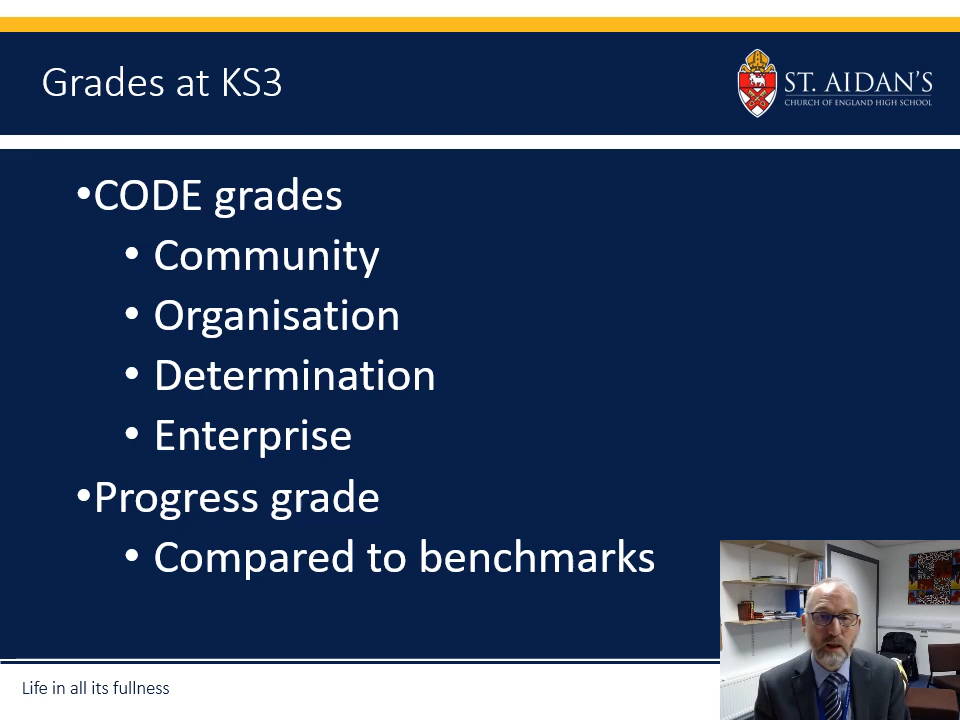 Grades at KS3
ST. AIDAN'S
CHURCH OF ENGLAND HIGH SCHOOL
•CODE grades
• Community
• Organisation
• Determination
• Enterprise
•Progress grade
• Compared to benchmarks
Life in all its fullness